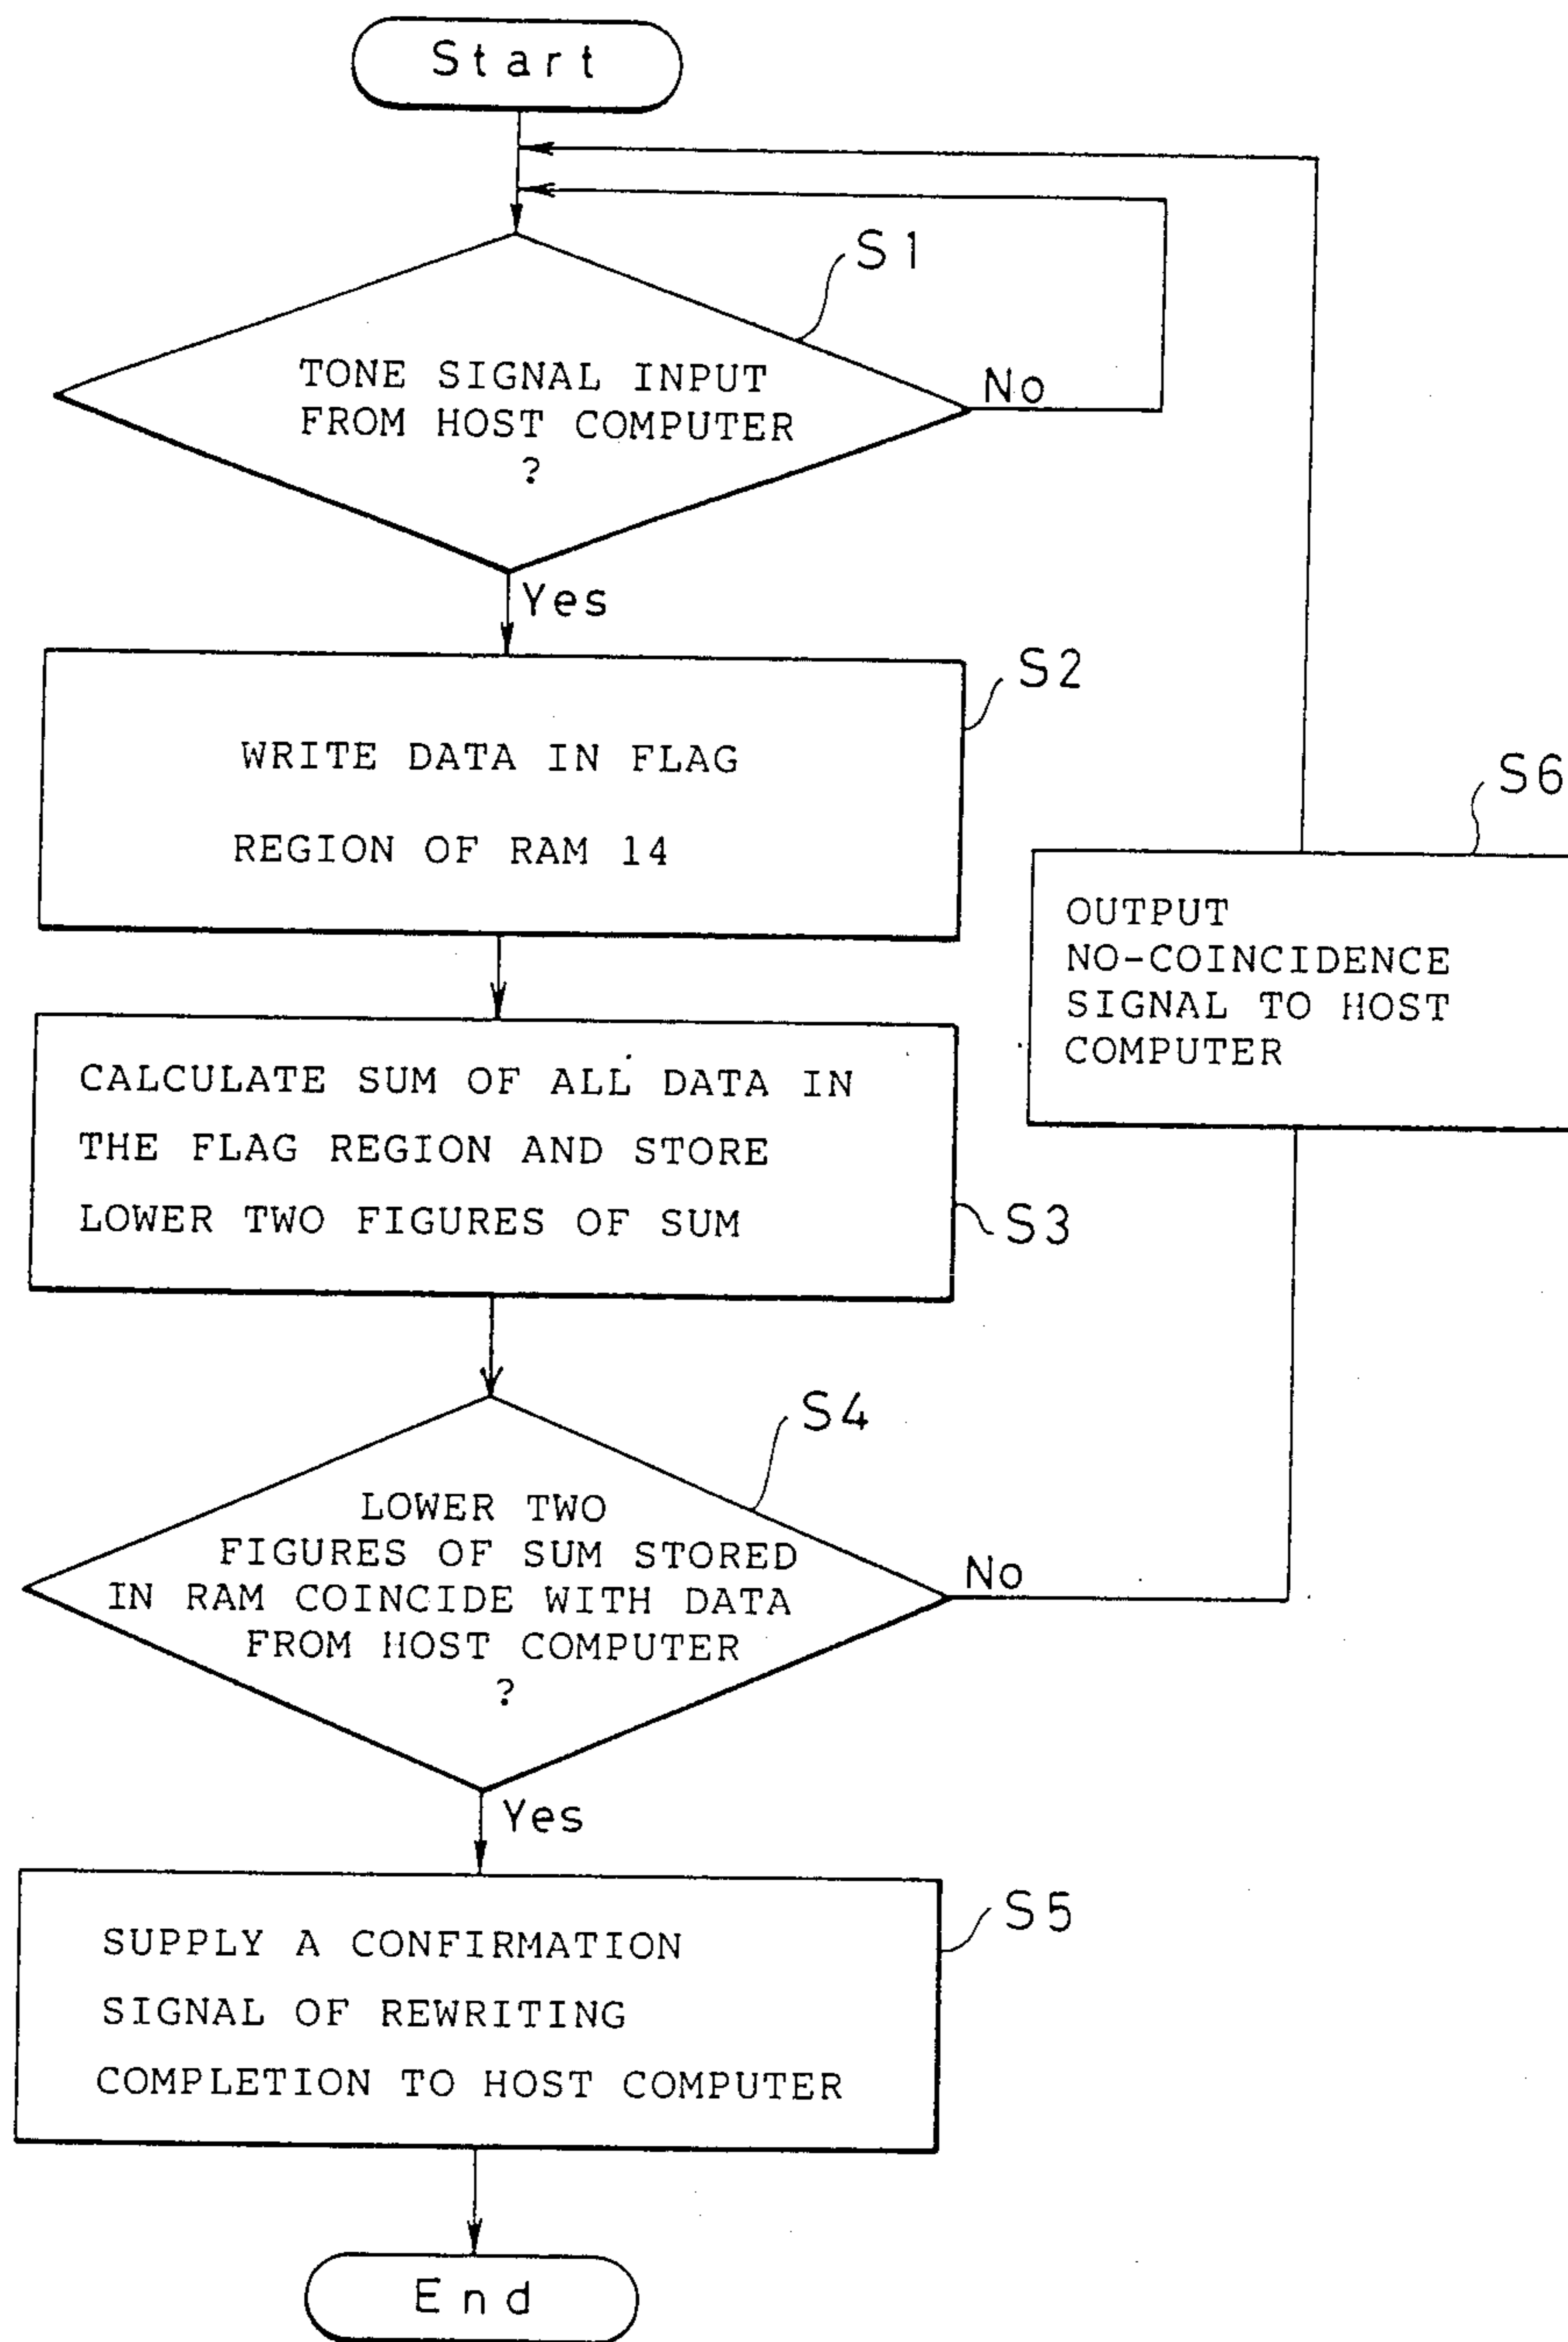 Start
S1
TONE SIGNAL INPUT
FROM HOST COMPUTER
?
No
Yes
S2
WRITE DATA IN FLAG
REGION OF RAM 14
S6
OUTPUT
NO-COINCIDENCE
SIGNAL TO HOST
COMPUTER
CALCULATE SUM OF ALL DATA IN
THE FLAG REGION AND STORE
LOWER TWO FIGURES OF SUM
S3
S4
LOWER TWO
FIGURES OF SUM STORED
IN RAM COINCIDE WITH DATA
FROM HOST COMPUTER
?
No
Yes
S5
SUPPLY A CONFIRMATION
SIGNAL OF REWRITING
COMPLETION TO HOST COMPUTER
End